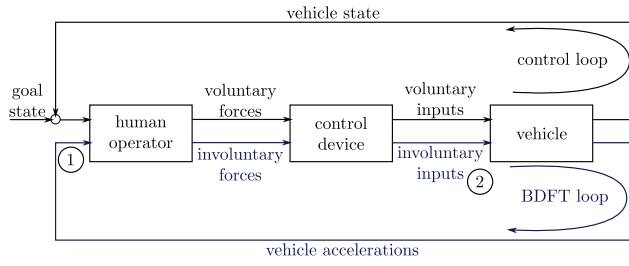 vehicle state
control loop
goal
state
voluntary
forces
voluntary
inputs
human
operator
control
device
vehicle
involuntary
forces
involuntary
inputs
1
2
BDFT loop
vehicle accelerations